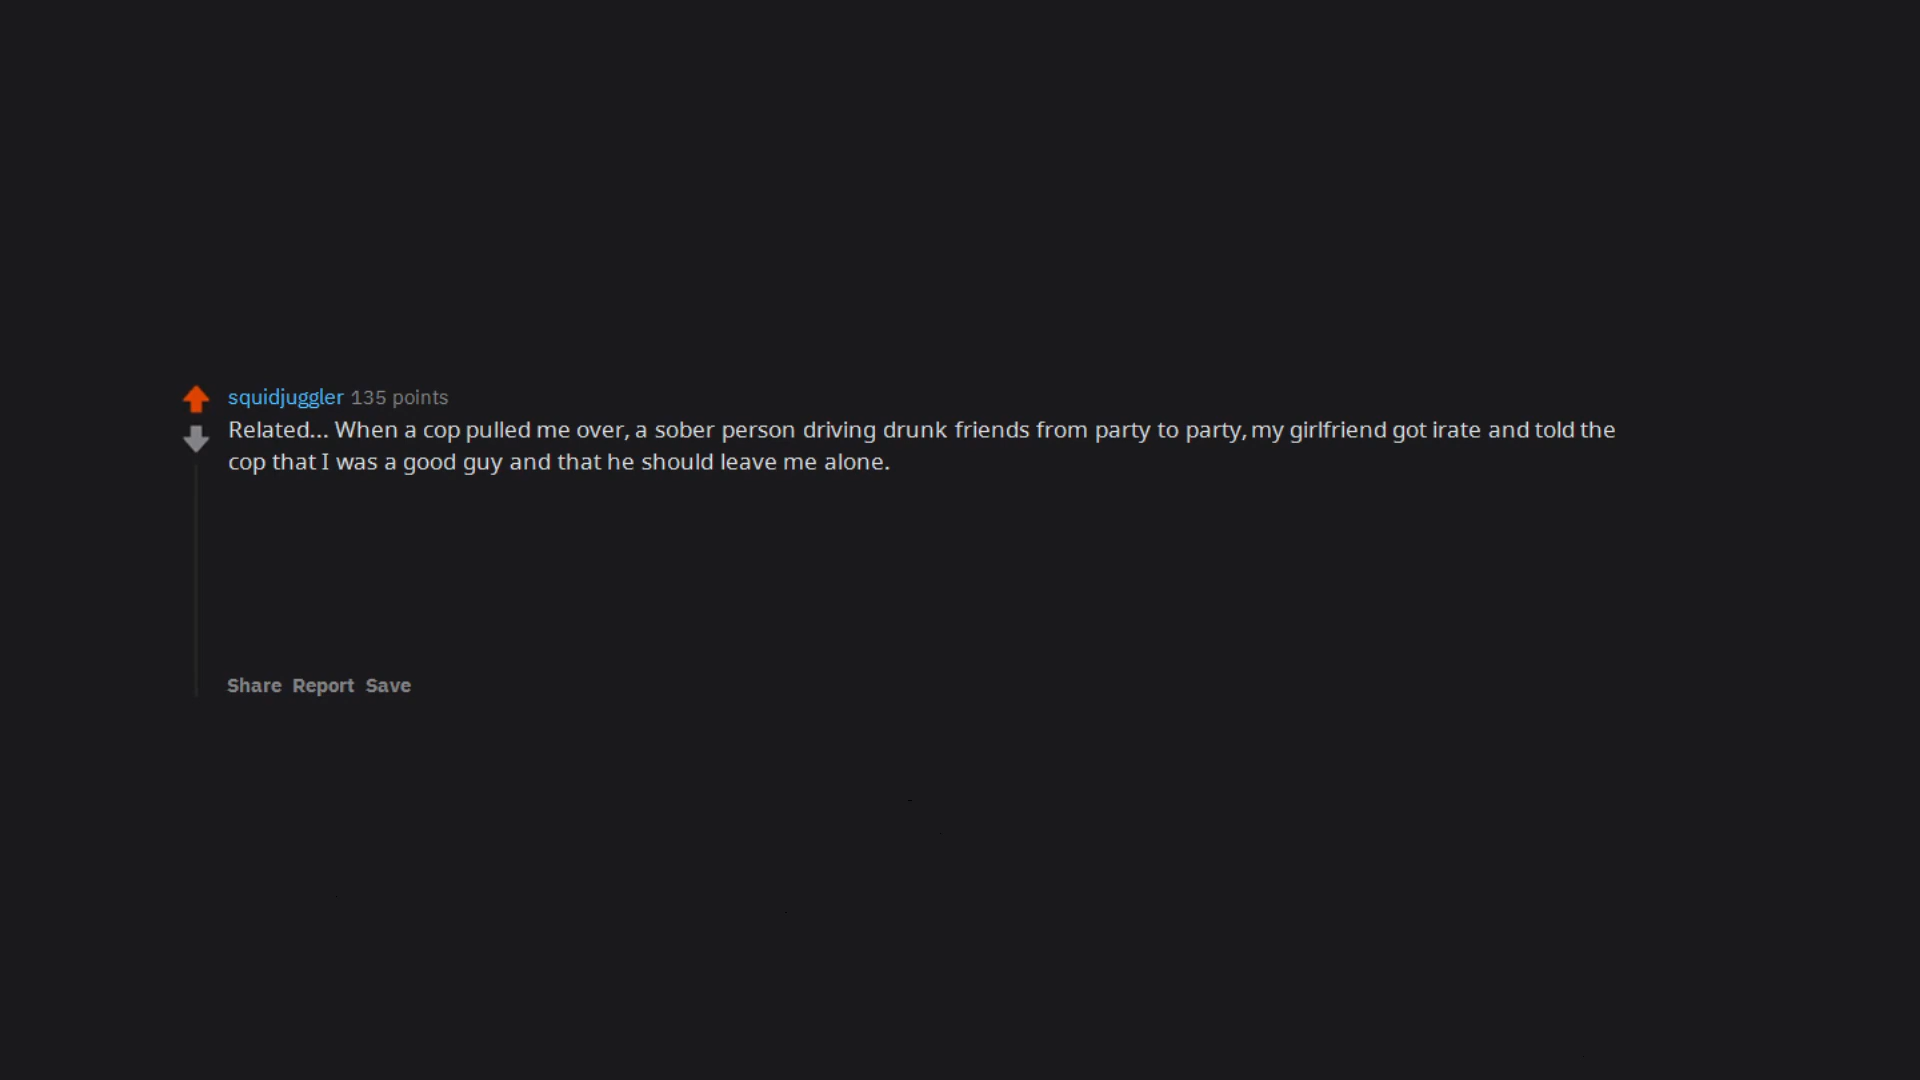 squidjuggler 135 points
Related... When a cop pulled me over, a sober person driving drunk friends from party to party, my girlfriend got irate and told the
cop that I was a good guy and that he should leave me alone.
Share Report Save